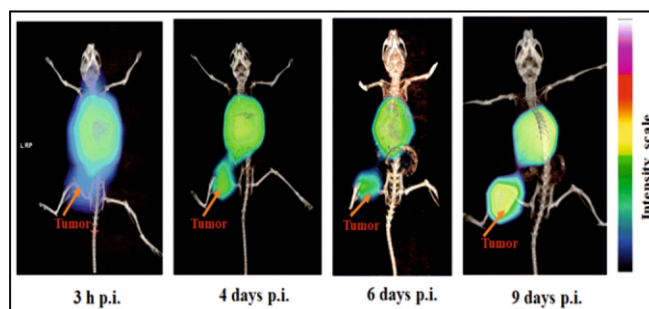 LRP
Tumor
Tumor
Tumor
Tumor
3 h p.i.
4 days p.i.
6 days p.i.
9 days p.i.
Intensity scale